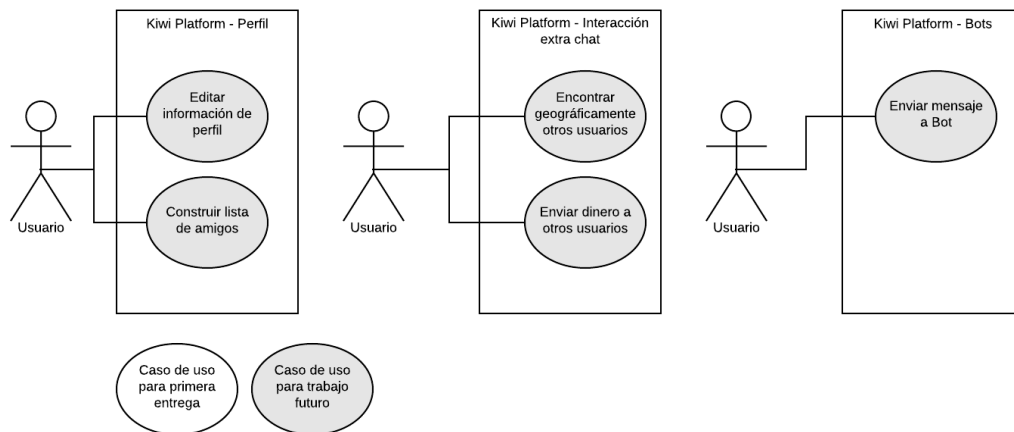 Kiwi Platform - Perfil
Editar
información de
perfil
Construir lista
de amigos
Usuario
Kiwi Platform - Interacción
extra chat
Encontrar
geográficamente
otros usuarios
Enviar dinero a
otros usuarios
Usuario
Kiwi Platform - Bots
Enviar mensaje
a Bot
Usuario
Caso de uso
para primera
entrega
Caso de uso
para trabajo
futuro